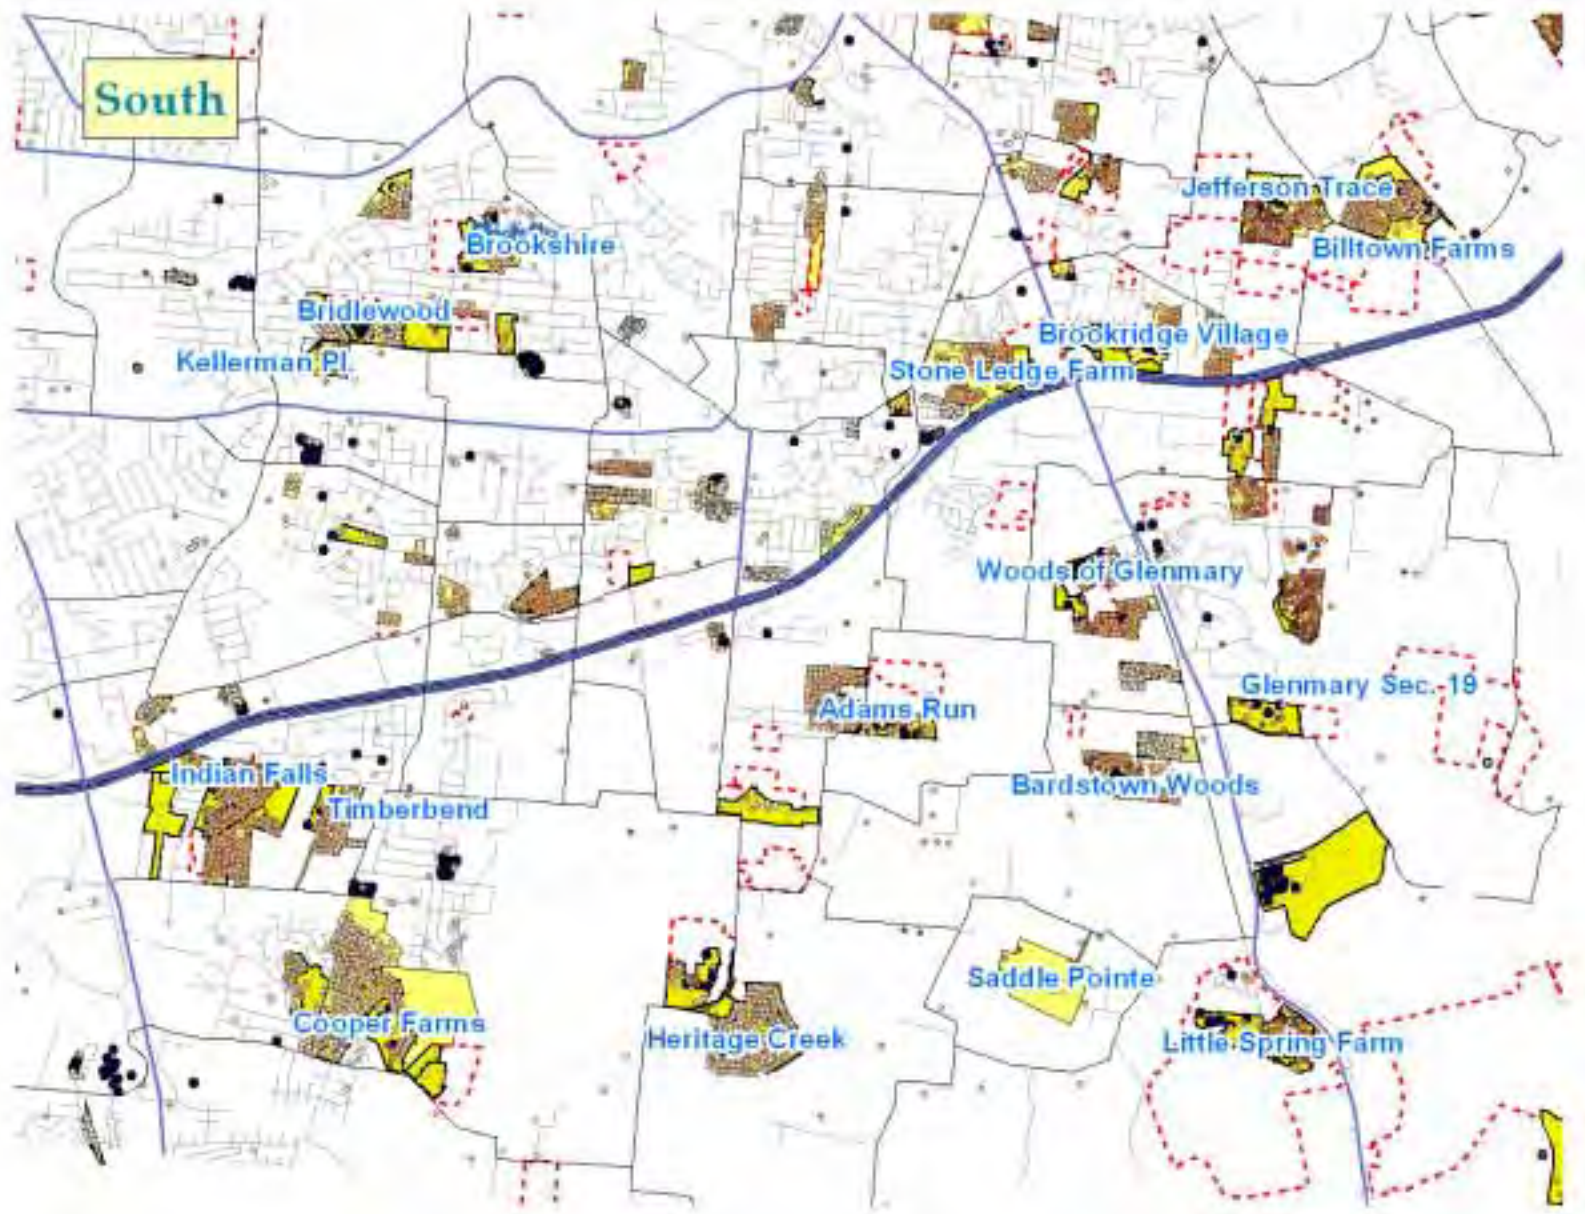 South
Jefferson Trace
Brookshire
Billtown Farms
Bridlewood
Brookridge Village
Kellerman Pl.
Stone Ledge Farm
Woods of Glenmary
Glenmary Sec. 19
Adams Run
Indian Falls
Bardstown Woods
Timberbend
Saddle Pointe
Cooper Farms
Heritage Creek
Little Spring Farm